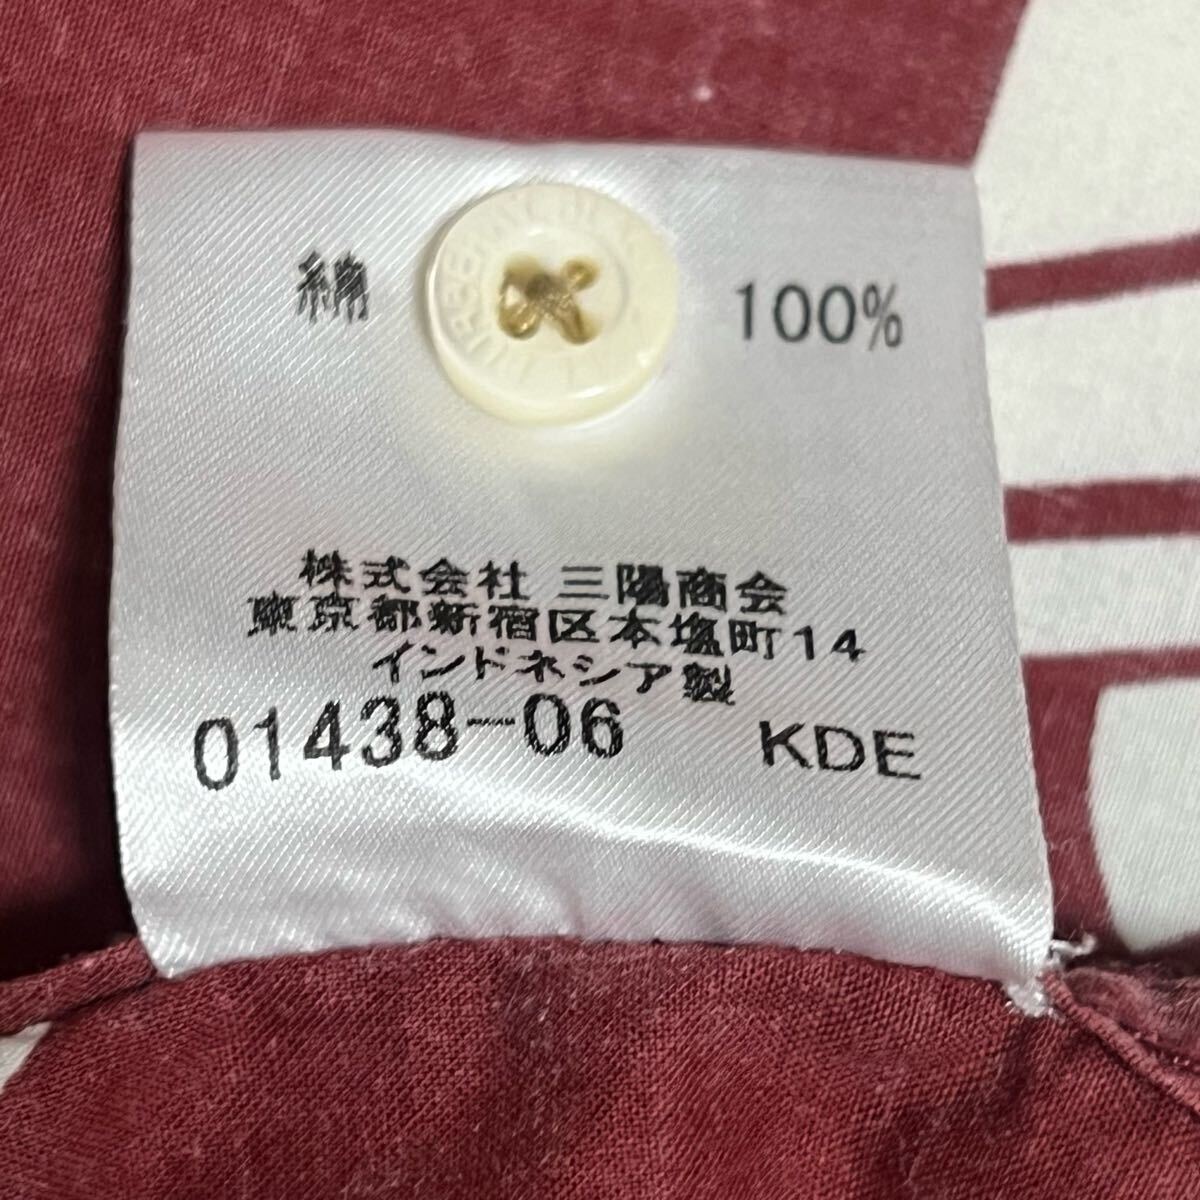 綿 100%
株式会社 三陽商会
東京都新宿区本塩町14
インドネシア製
01438-06 KDE